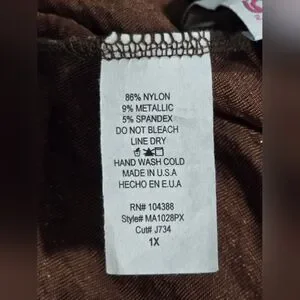 86% NYLON
9% METALLIC
5% SPANDEX
DO NOT BLEACH
LINE DRY
HAND WASH COLD
MADE IN U.S.A
HECHO EN E.U.A
RN# 104388
Style# MA1028PX
Cut# J734
1X